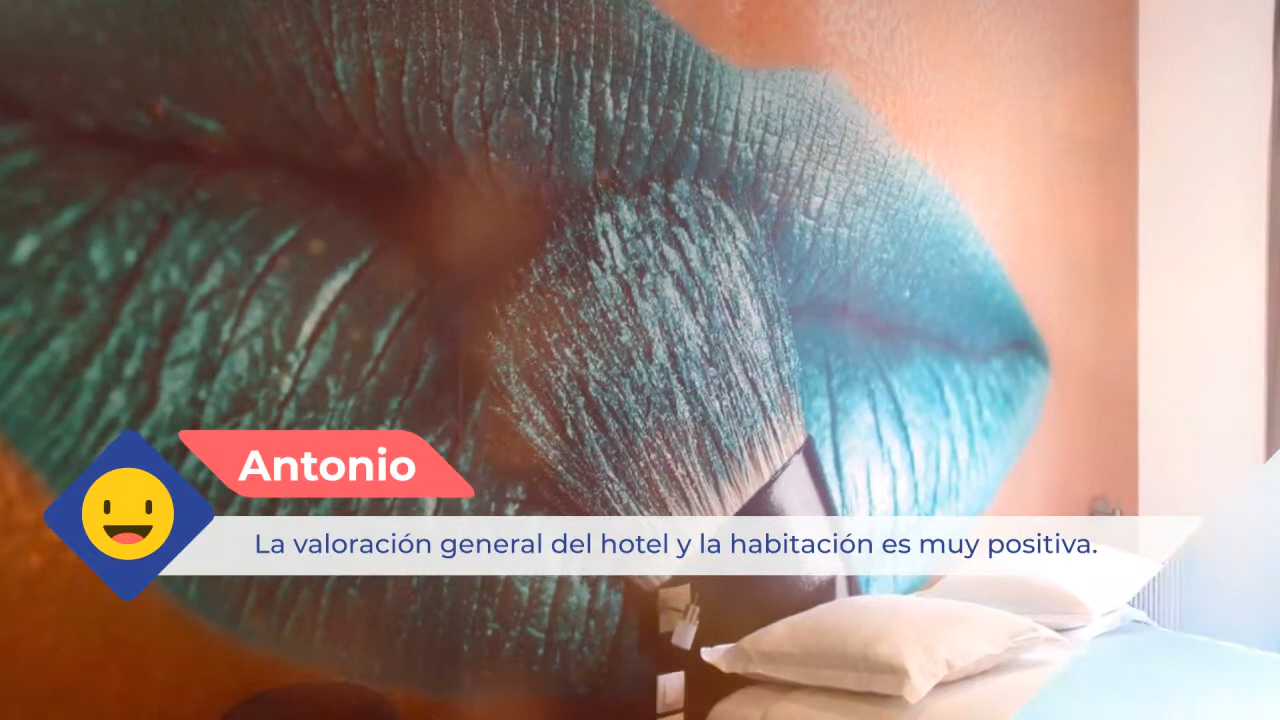 Antonio
La valoración general del hotel y la habitación es muy positiva.